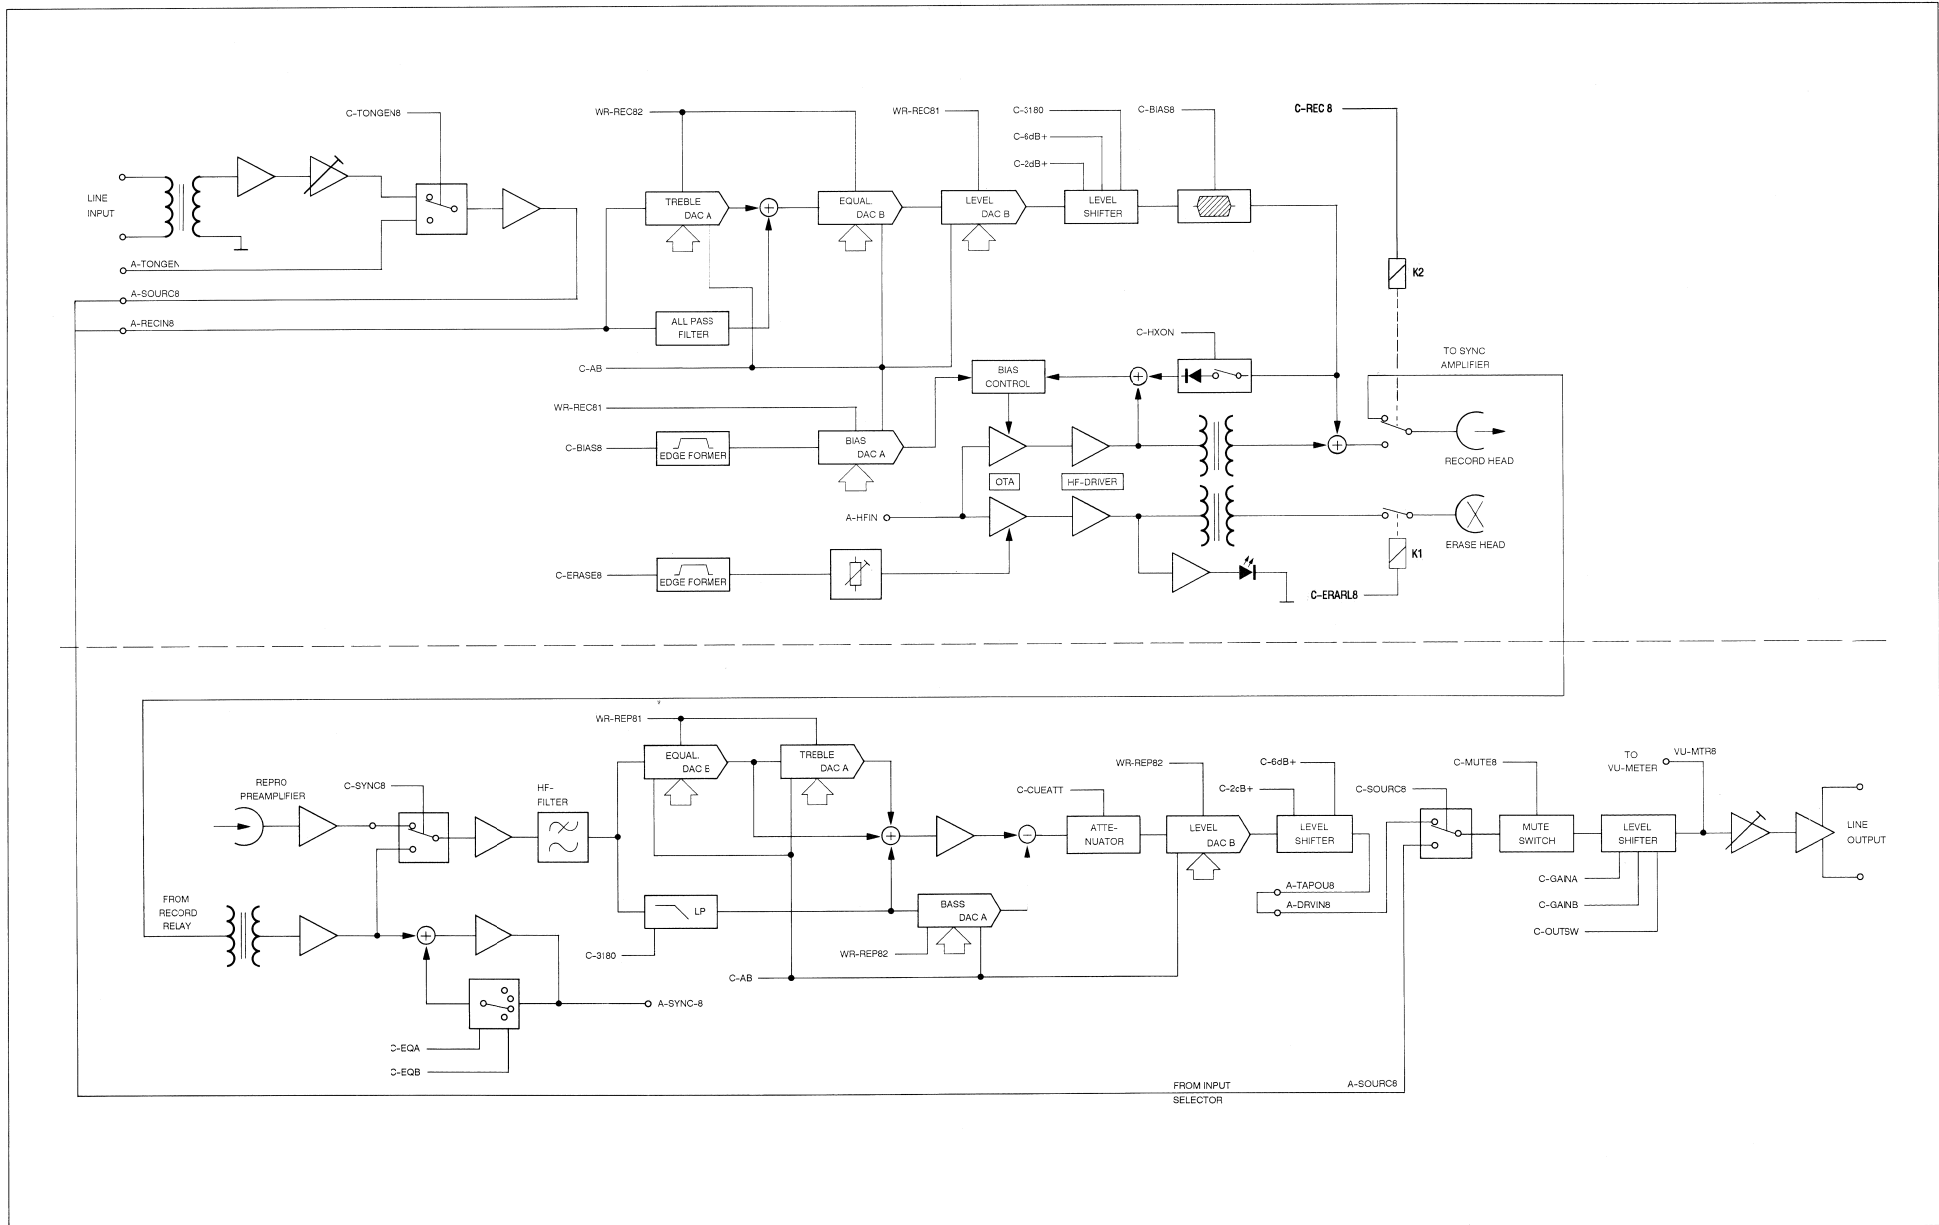 C-TONGEN8
WR-REC82
WR-REC81
C-3180
C-6dB+
C-2dB+
C-BIAS8
C-REC 8
LINE
INPUT
TREBLE
DAC A
EQUAL.
DAC B
LEVEL
DAC B
LEVEL
SHIFTER
A-TONGEN
A-SOURC8
A-RECIN8
K2
ALL PASS
FILTER
C-HXON
C-AB
BIAS
CONTROL
TO SYNC
AMPLIFIER
WR-REC81
C-BIAS8
EDGE FORMER
BIAS
DAC A
RECORD HEAD
OTA
HF-DRIVER
A-HFIN
ERASE HEAD
K1
C-ERASE8
EDGE FORMER
C-ERARL8
WR-REP81
EQUAL.
DAC B
TREBLE
DAC A
REPRO
PREAMPLIFIER
C-SYNC8
HF-
FILTER
C-CUEATT
ATTE-
NUATOR
WR-REP82
LEVEL
DAC B
C-6dB+
C-2dB+
LEVEL
SHIFTER
C-SOURC8
C-MUTE8
MUTE
SWITCH
LEVEL
SHIFTER
TO
VU-METER
VU-MTR8
LINE
OUTPUT
A-TAPOU8
A-DRVIN8
C-GAINA
C-GAINB
C-OUTSW
FROM
RECORD
RELAY
LP
C-3180
BASS
DAC A
WR-REP82
C-AB
A-SYNC-8
C-EQA
C-EQB
FROM INPUT
SELECTOR
A-SOURC8